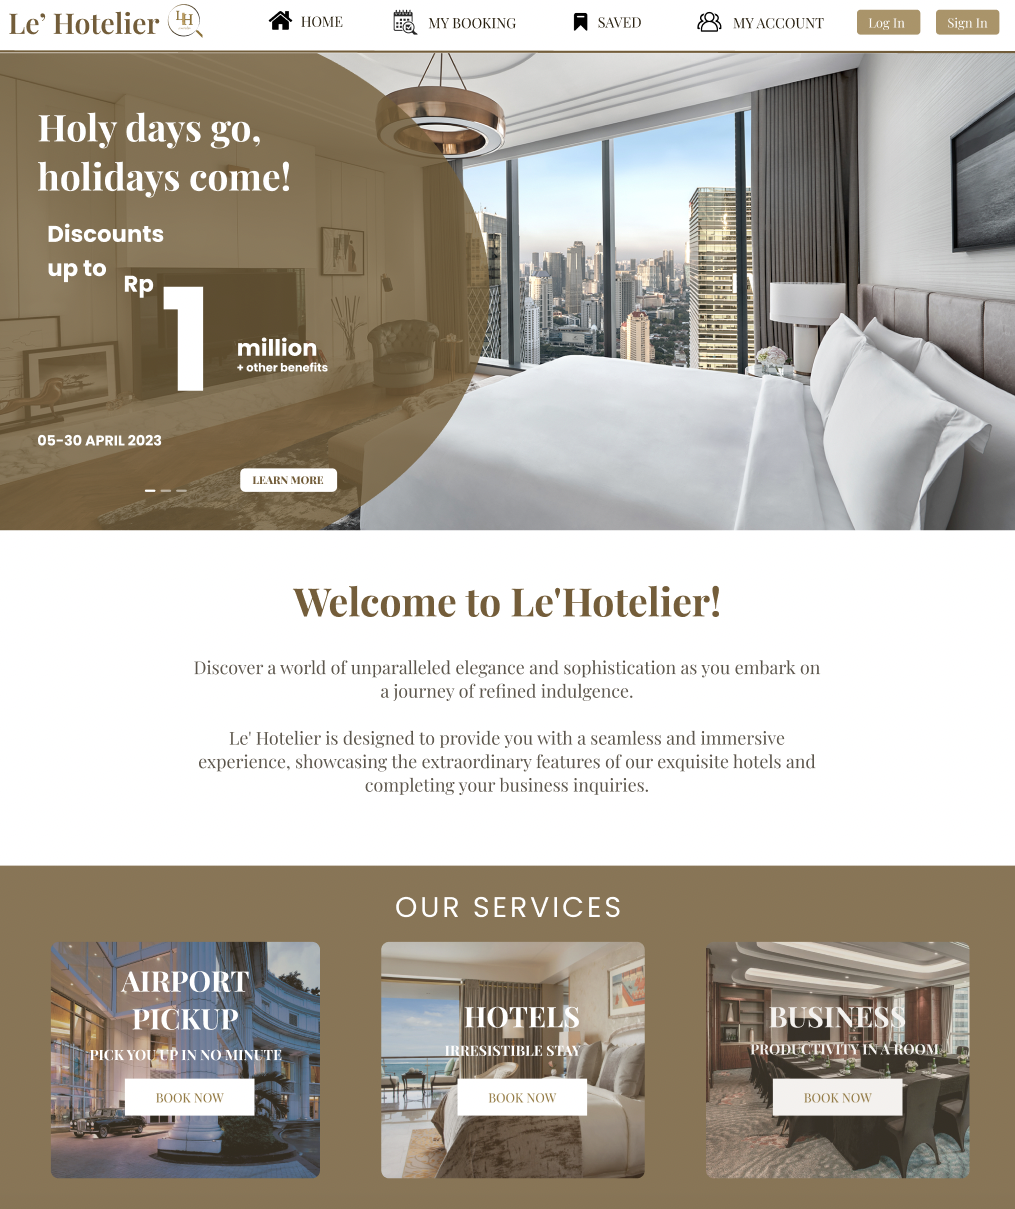 Le’ Hotelier
LH
HOME
MY BOOKING
SAVED
MY ACCOUNT
Log In
Sign In
Holy days go,
holidays come!
Discounts
up to
Rp
1
million
+ other benefits
05-30 APRIL 2023
LEARN MORE
Welcome to Le'Hotelier!
Discover a world of unparalleled elegance and sophistication as you embark on
a journey of refined indulgence.
Le' Hotelier is designed to provide you with a seamless and immersive
experience, showcasing the extraordinary features of our exquisite hotels and
completing your business inquiries.
OUR SERVICES
AIRPORT
PICKUP
PICK YOU UP IN NO MINUTE
BOOK NOW
HOTELS
IRRESISTIBLE STAY
BOOK NOW
BUSINESS
PRODUCTIVITY IN A ROOM
BOOK NOW